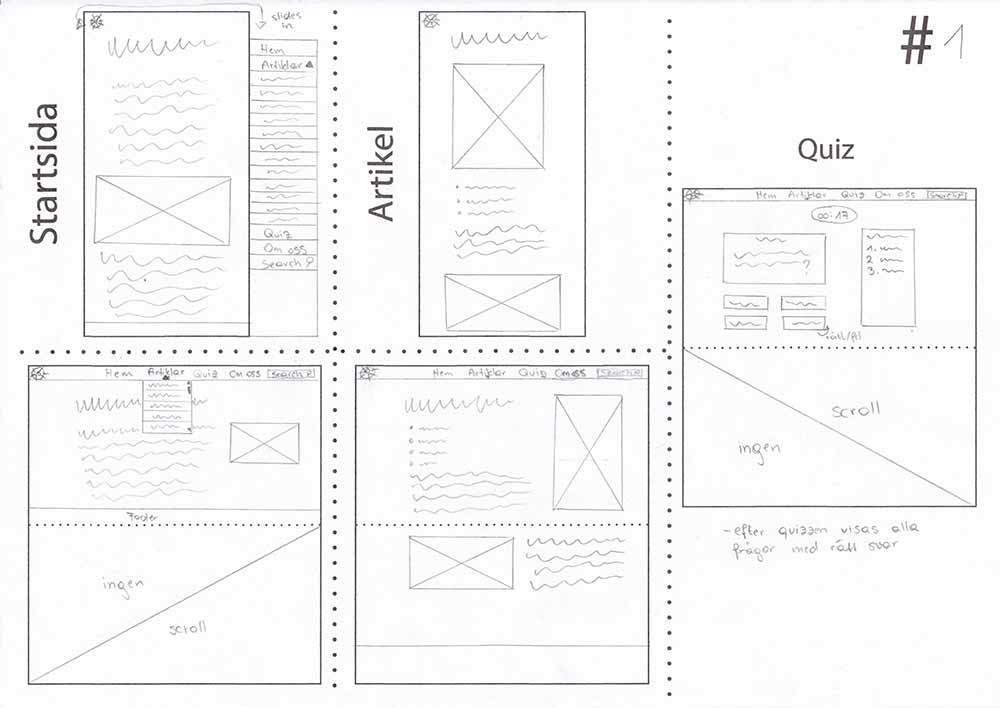 # 1
Startsida
slides
in
Hem
Artiklar
Quiz
Om oss
Search
Artikel
Quiz
Hem Artiklar Quiz Om oss Search
00:17
?
1.
2
3.
rätt/fel
Hem Artiklar Quiz Om oss Search
Footer
ingen
scroll
Hem Artiklar Quiz Om oss Search
scroll
ingen
-efter quizzen visas alla
frågor med rätt svar